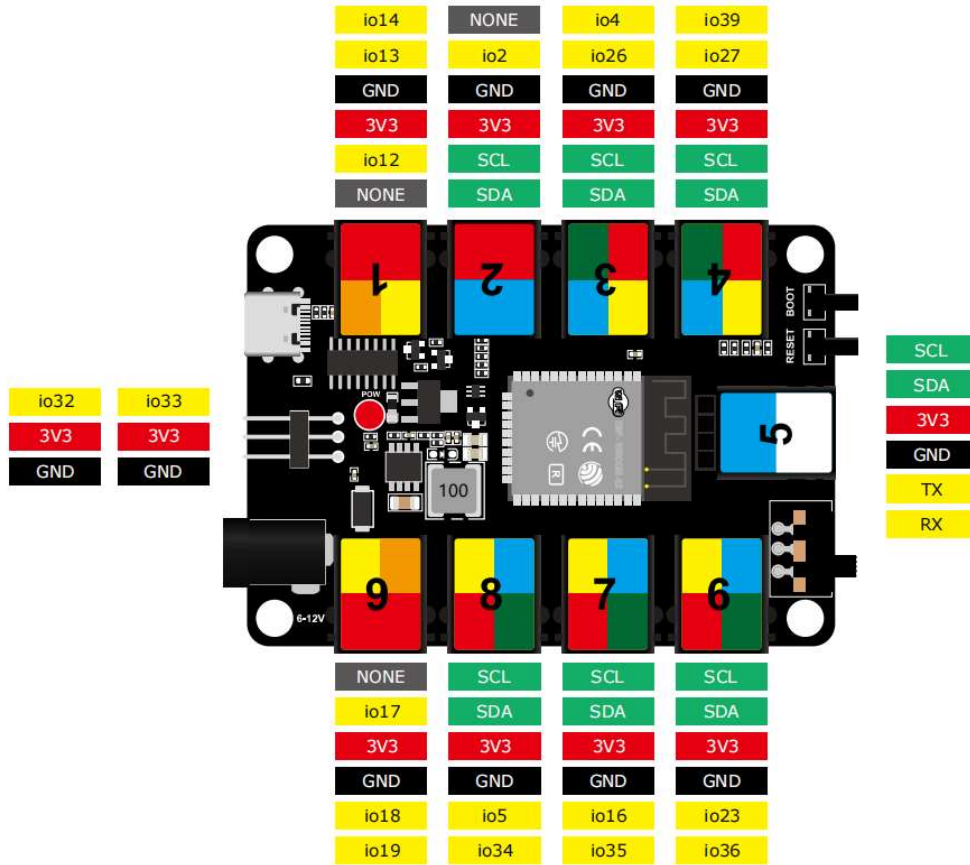 io14 NONE io4 io39
io13 io2 io26 io27
GND GND GND GND
3V3 3V3 3V3 3V3
io12 SCL SCL SCL
NONE SDA SDA SDA
1 2 3 4
BOOT
RESET
POW
io32 io33
3V3 3V3
GND GND
5
SCL
SDA
3V3
GND
TX
RX
CE
R
100
6-12V
9 8 7 6
NONE SCL SCL SCL
io17 SDA SDA SDA
3V3 3V3 3V3 3V3
GND GND GND GND
io18 io5 io16 io23
io19 io34 io35 io36